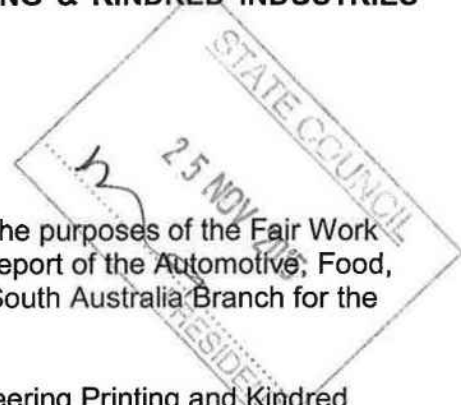 NG & KINDRED INDUSTRIES
STATE COUNCIL
25 NOV
PRESIDE
he purposes of the Fair Work
eport of the Automotive, Food,
South Australia Branch for the
eering Printing and Kindred